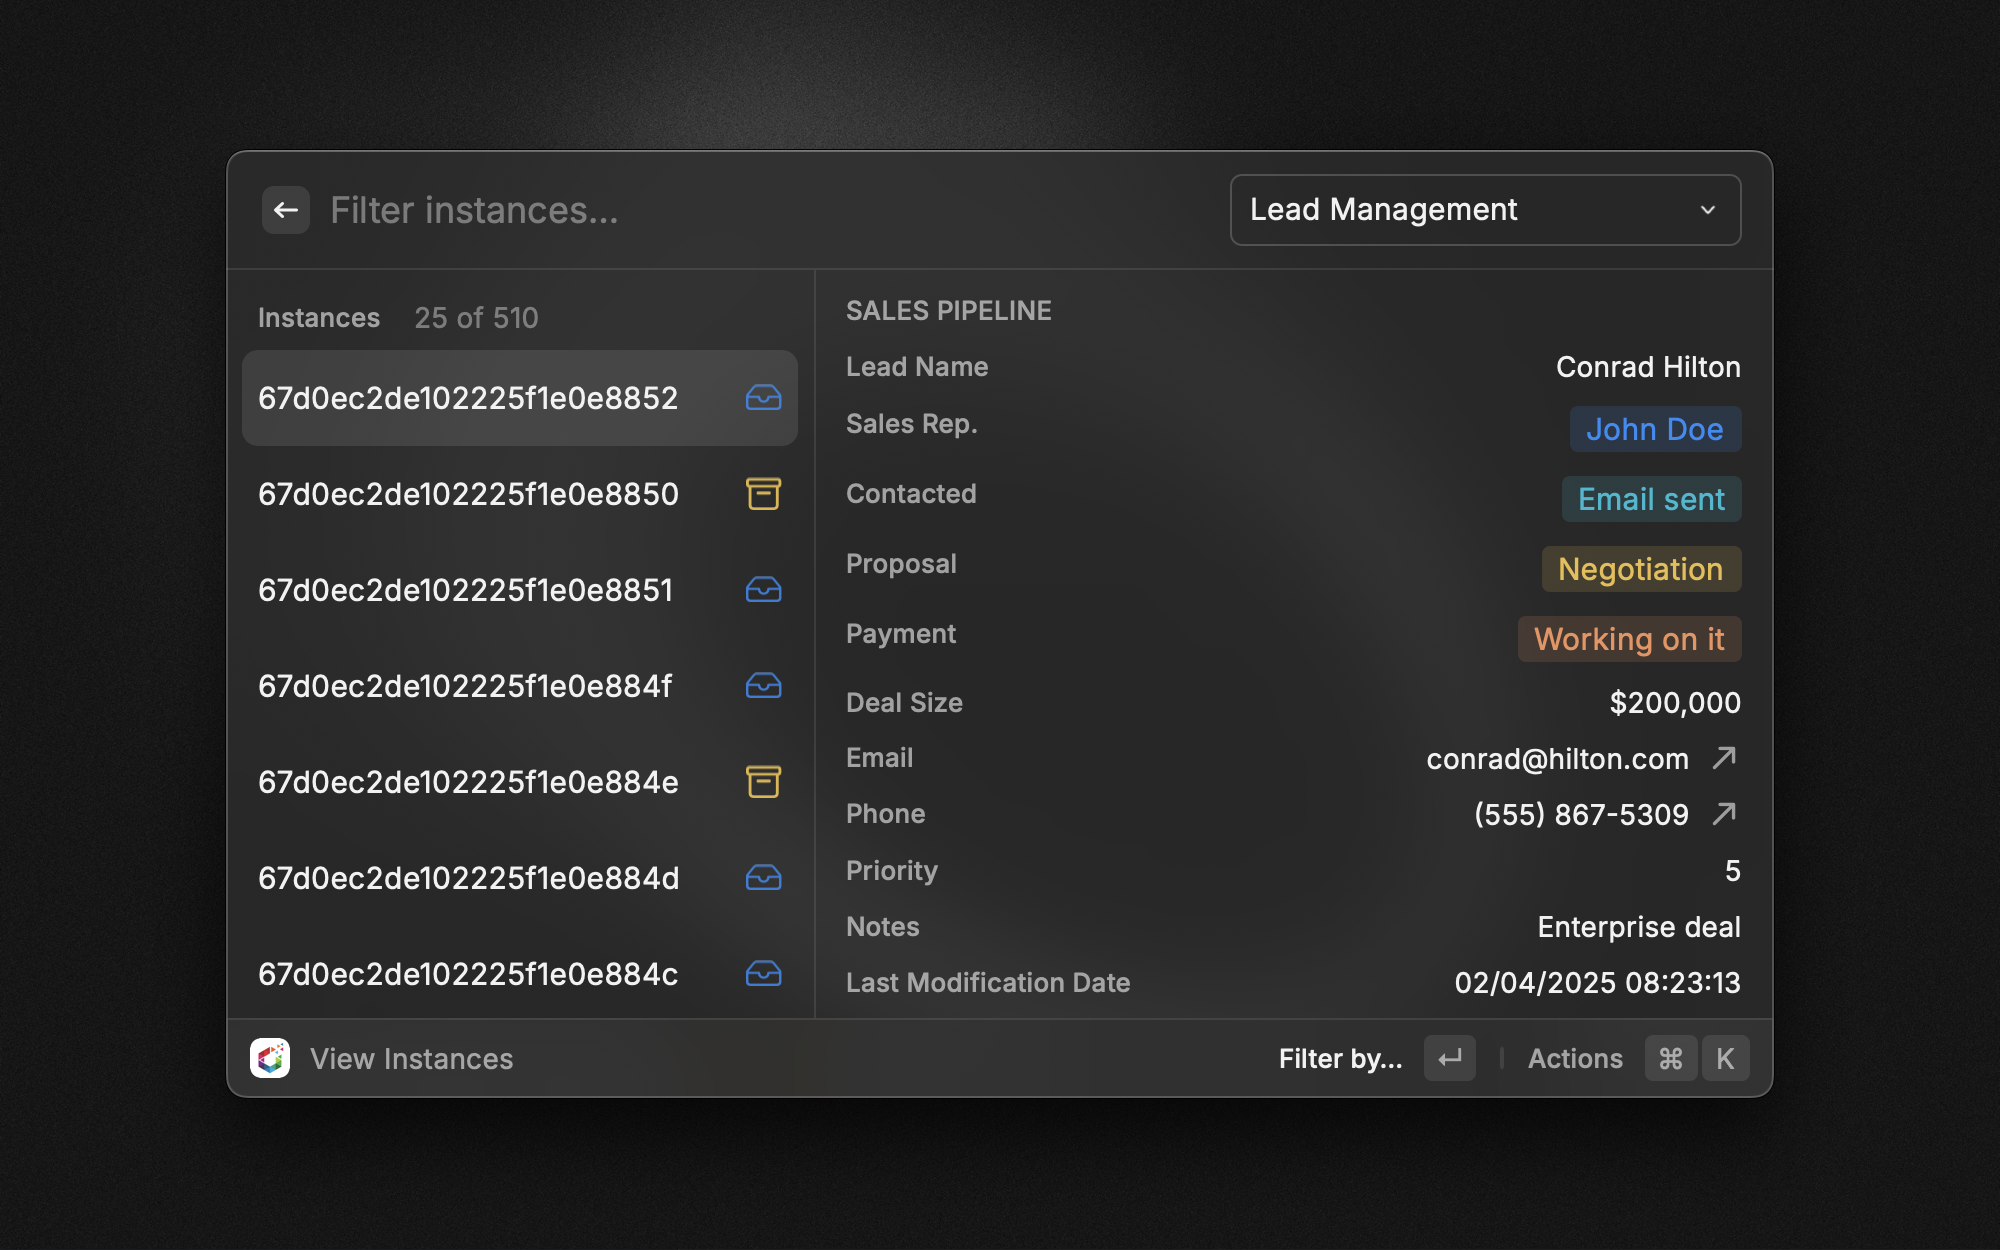 Filter instances...
Lead Management
Instances 25 of 510
67d0ec2de102225f1e0e8852
67d0ec2de102225f1e0e8850
67d0ec2de102225f1e0e8851
67d0ec2de102225f1e0e884f
67d0ec2de102225f1e0e884e
67d0ec2de102225f1e0e884d
67d0ec2de102225f1e0e884c
SALES PIPELINE
Lead Name Conrad Hilton
Sales Rep. John Doe
Contacted Email sent
Proposal Negotiation
Payment Working on it
Deal Size $200,000
Email conrad@hilton.com
Phone (555) 867-5309
Priority 5
Notes Enterprise deal
Last Modification Date 02/04/2025 08:23:13
View Instances
Filter by... ↵ Actions ⌘ K